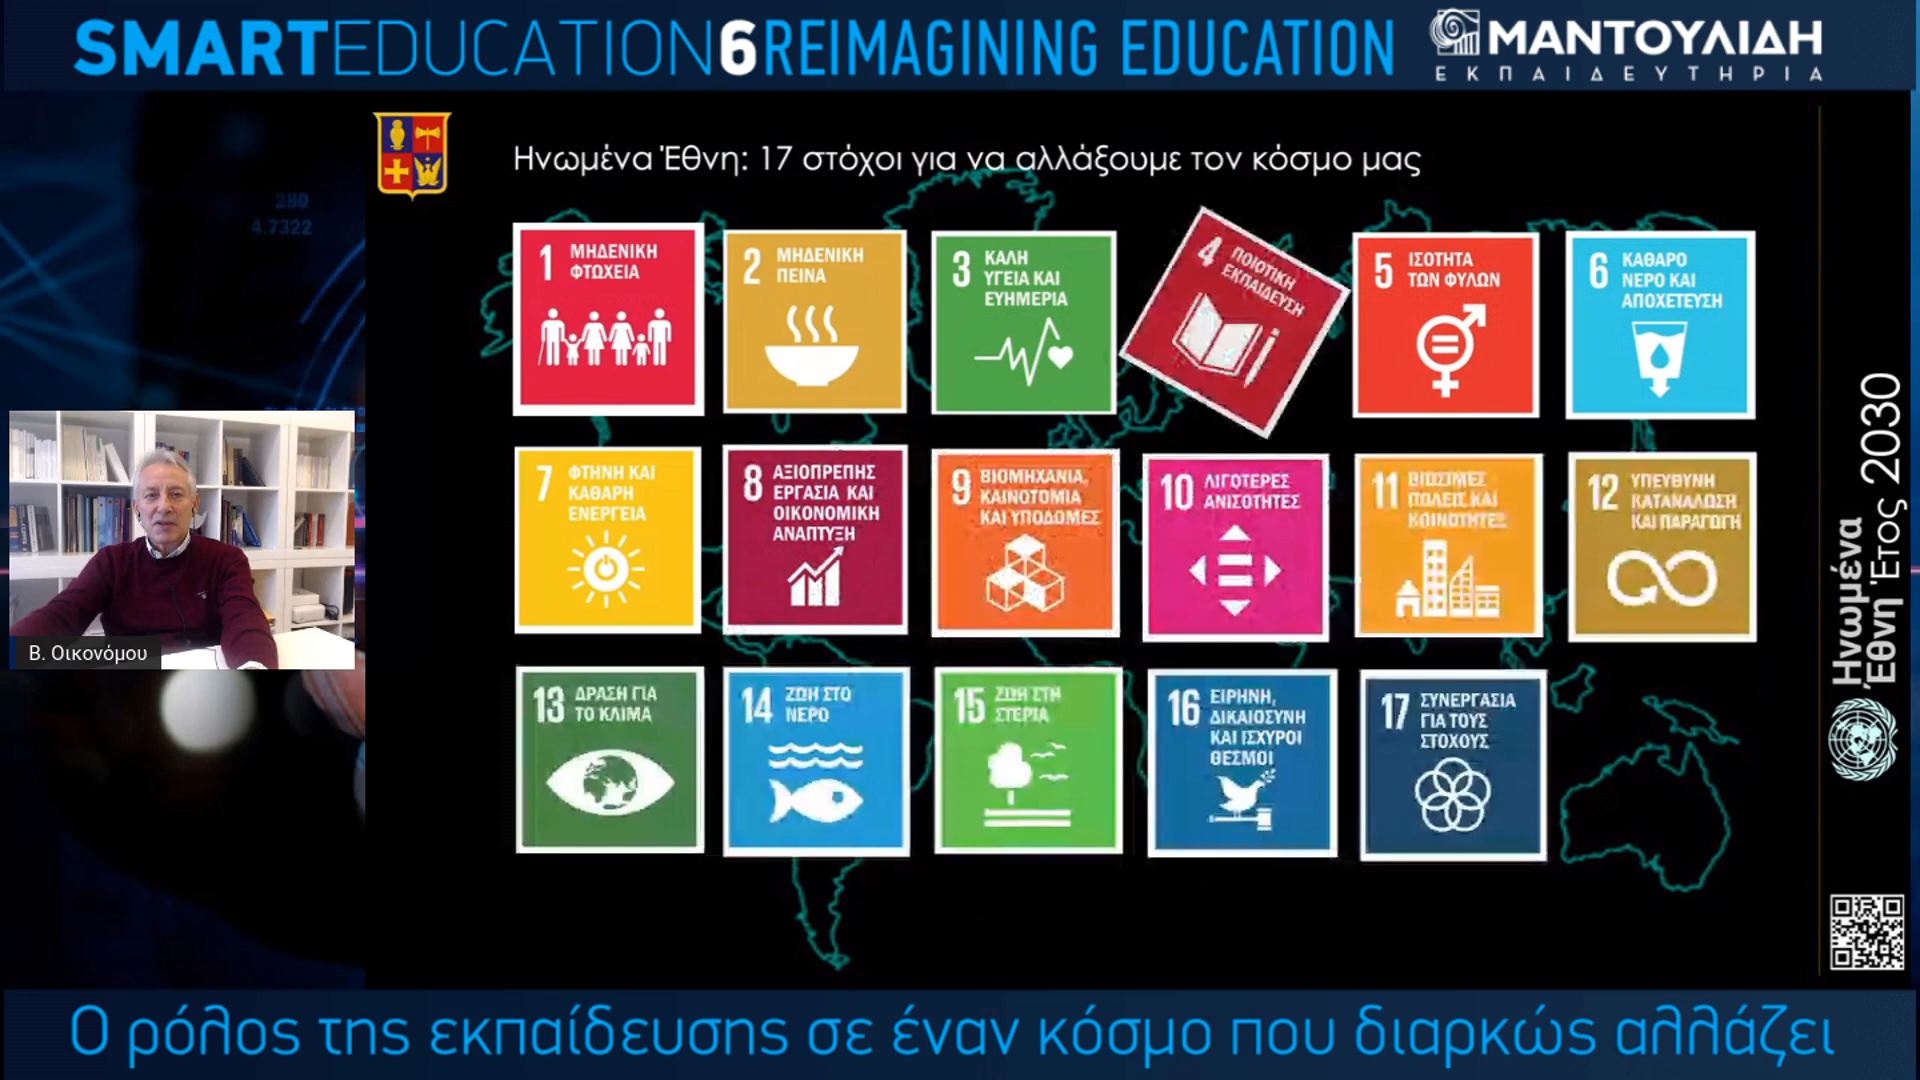 SMARTEDUCATION6REIMAGINING EDUCATION
ΜΑΝΤΟΥΛΙΔΗ
ΕΚΠΑΙΔΕΥΤΗΡΙΑ
Ηνωμένα Έθνη: 17 στόχοι για να αλλάξουμε τον κόσμο μας
1 ΜΗΔΕΝΙΚΗ
ΦΤΩΧΕΙΑ
2 ΜΗΔΕΝΙΚΗ
ΠΕΙΝΑ
3 ΚΑΛΗ
ΥΓΕΙΑ ΚΑΙ
ΕΥΗΜΕΡΙΑ
4 ΠΟΙΟΤΙΚΗ
ΕΚΠΑΙΔΕΥΣΗ
5 ΙΣΟΤΗΤΑ
ΤΩΝ ΦΥΛΩΝ
6 ΚΑΘΑΡΟ
ΝΕΡΟ ΚΑΙ
ΑΠΟΧΕΤΕΥΣΗ
7 ΦΤΗΝΗ ΚΑΙ
ΚΑΘΑΡΗ
ΕΝΕΡΓΕΙΑ
8 ΑΞΙΟΠΡΕΠΗΣ
ΕΡΓΑΣΙΑ ΚΑΙ
ΟΙΚΟΝΟΜΙΚΗ
ΑΝΑΠΤΥΞΗ
9 ΒΙΟΜΗΧΑΝΙΑ,
ΚΑΙΝΟΤΟΜΙΑ
ΚΑΙ ΥΠΟΔΟΜΕΣ
10 ΛΙΓΟΤΕΡΕΣ
ΑΝΙΣΟΤΗΤΕΣ
11 ΒΙΩΣΙΜΕΣ
ΠΟΛΕΙΣ ΚΑΙ
ΚΟΙΝΟΤΗΤΕΣ
12 ΥΠΕΥΘΥΝΗ
ΚΑΤΑΝΑΛΩΣΗ
ΚΑΙ ΠΑΡΑΓΩΓΗ
13 ΔΡΑΣΗ ΓΙΑ
ΤΟ ΚΛΙΜΑ
14 ΖΩΗ ΣΤΟ
ΝΕΡΟ
15 ΖΩΗ ΣΤΗ
ΣΤΕΡΙΑ
16 ΕΙΡΗΝΗ,
ΔΙΚΑΙΟΣΥΝΗ
ΚΑΙ ΙΣΧΥΡΟΙ
ΘΕΣΜΟΙ
17 ΣΥΝΕΡΓΑΣΙΑ
ΓΙΑ ΤΟΥΣ
ΣΤΟΧΟΥΣ
Ηνωμένα
Έθνη Έτος 2030
280
4.7322
Β. Οικονόμου
Ο ρόλος της εκπαίδευσης σε έναν κόσμο που διαρκώς αλλάζει